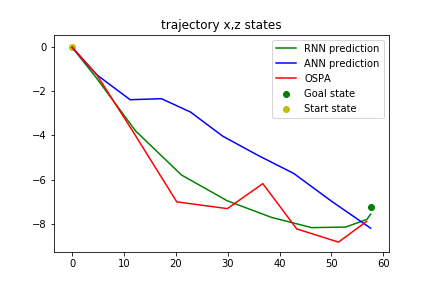 trajectory x,z states
RNN prediction
ANN prediction
OSPA
Goal state
Start state
0
−2
−4
−6
−8
0
10
20
30
40
50
60